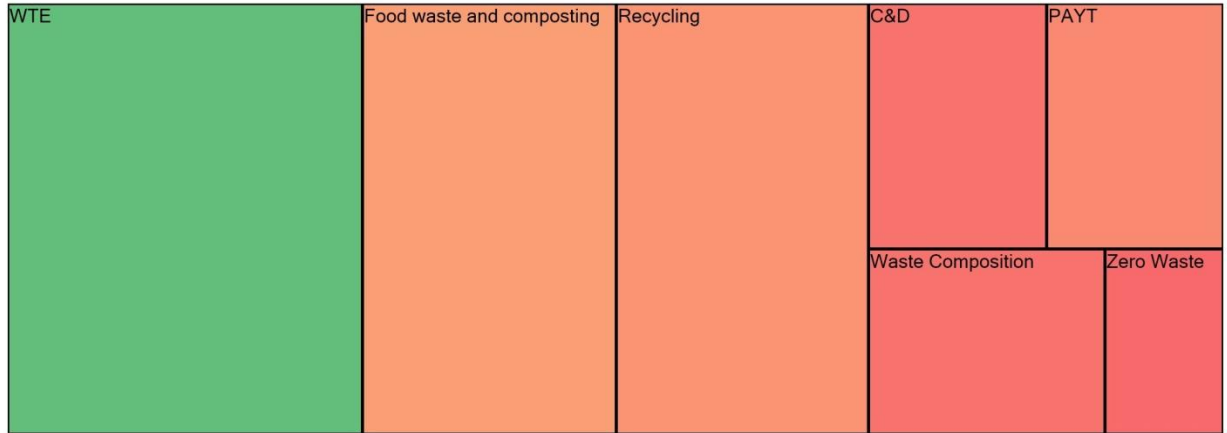 WTE
Food waste and composting
Recycling
C&D
PAYT
Waste Composition
Zero Waste